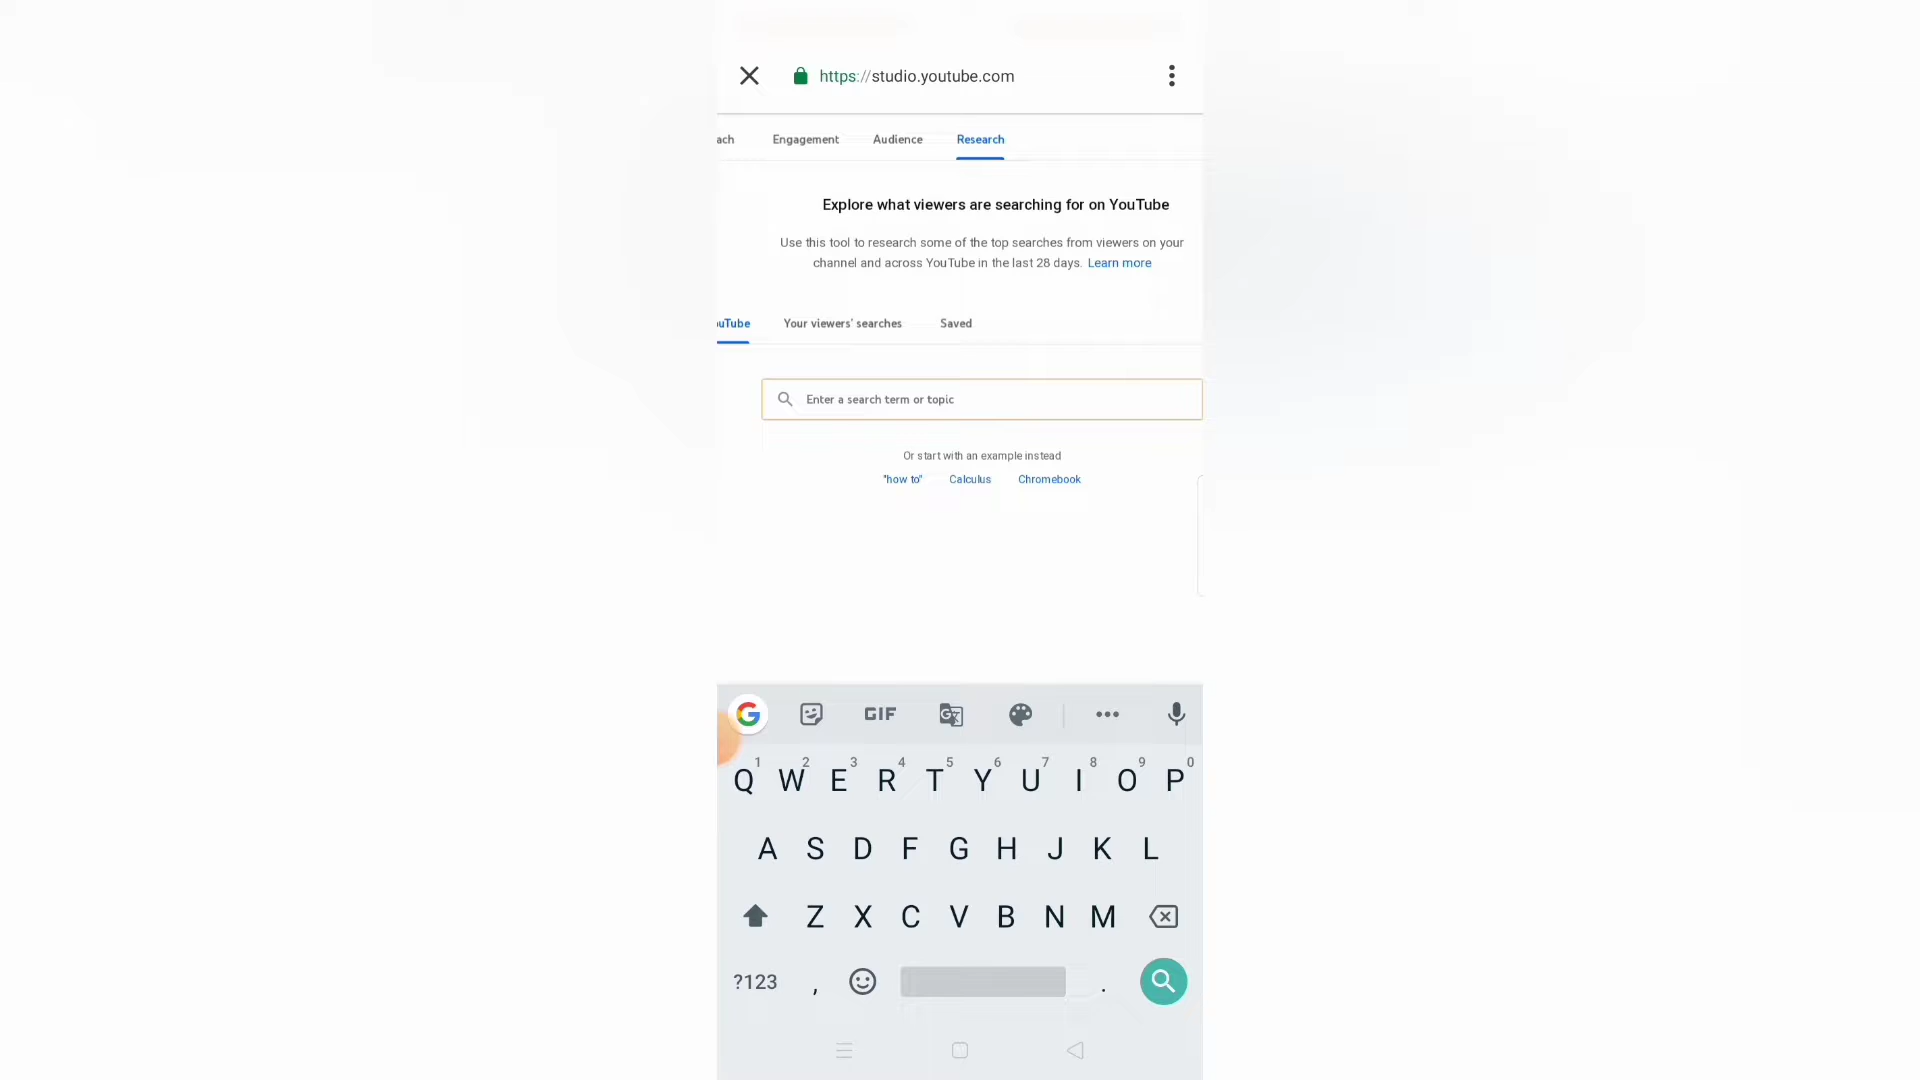 https://studio.youtube.com
ach Engagement Audience Research
Explore what viewers are searching for on YouTube
Use this tool to research some of the top searches from viewers on your
channel and across YouTube in the last 28 days. Learn more
ouTube Your viewers' searches Saved
Enter a search term or topic
Or start with an example instead
"how to" Calculus Chromebook
G GIF G
1 2 3 4 5 6 7 8 9 0
Q W E R T Y U I O P
A S D F G H J K L
Z X C V B N M
?123 , .